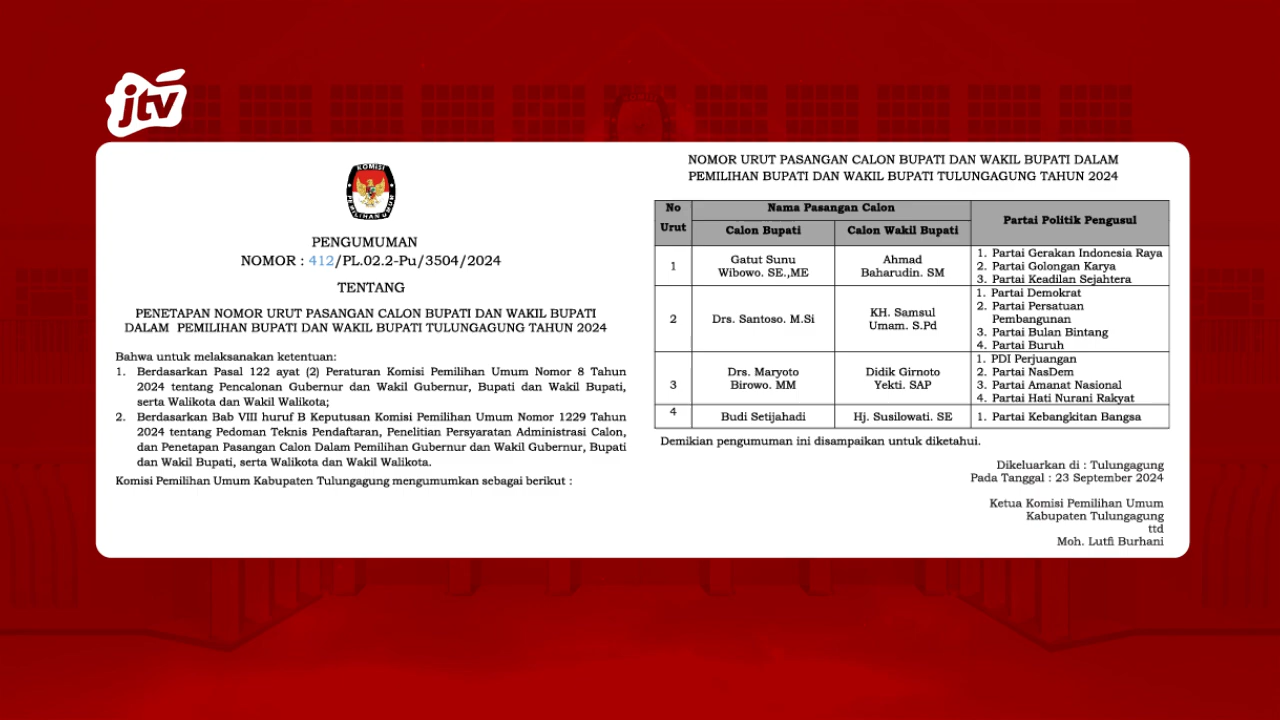 jtv
KOMISI
PEMILIHAN UMUM
PENGUMUMAN
NOMOR : 412/PL.02.2-Pu/3504/2024
TENTANG
PENETAPAN NOMOR URUT PASANGAN CALON BUPATI DAN WAKIL BUPATI
DALAM PEMILIHAN BUPATI DAN WAKIL BUPATI TULUNGAGUNG TAHUN 2024
Bahwa untuk melaksanakan ketentuan:
1. Berdasarkan Pasal 122 ayat (2) Peraturan Komisi Pemilihan Umum Nomor 8 Tahun
2024 tentang Pencalonan Gubernur dan Wakil Gubernur, Bupati dan Wakil Bupati,
serta Walikota dan Wakil Walikota;
2. Berdasarkan Bab VIII huruf B Keputusan Komisi Pemilihan Umum Nomor 1229 Tahun
2024 tentang Pedoman Teknis Pendaftaran, Penelitian Persyaratan Administrasi Calon,
dan Penetapan Pasangan Calon Dalam Pemilihan Gubernur dan Wakil Gubernur, Bupati
dan Wakil Bupati, serta Walikota dan Wakil Walikota.
Komisi Pemilihan Umum Kabupaten Tulungagung mengumumkan sebagai berikut :
NOMOR URUT PASANGAN CALON BUPATI DAN WAKIL BUPATI DALAM
PEMILIHAN BUPATI DAN WAKIL BUPATI TULUNGAGUNG TAHUN 2024
No Urut
Nama Pasangan Calon
Partai Politik Pengusul
Calon Bupati
Calon Wakil Bupati
1
Gatut Sunu
Wibowo. SE.,ME
Ahmad
Baharudin. SM
1. Partai Gerakan Indonesia Raya
2. Partai Golongan Karya
3. Partai Keadilan Sejahtera
2
Drs. Santoso. M.Si
KH. Samsul
Umam. S.Pd
1. Partai Demokrat
2. Partai Persatuan
Pembangunan
3. Partai Bulan Bintang
4. Partai Buruh
3
Drs. Maryoto
Birowo. MM
Didik Girnoto
Yekti. SAP
1. PDI Perjuangan
2. Partai NasDem
3. Partai Amanat Nasional
4. Partai Hati Nurani Rakyat
4
Budi Setijahadi
Hj. Susilowati. SE
1. Partai Kebangkitan Bangsa
Demikian pengumuman ini disampaikan untuk diketahui.
Dikeluarkan di : Tulungagung
Pada Tanggal : 23 September 2024
Ketua Komisi Pemilihan Umum
Kabupaten Tulungagung
ttd
Moh. Lutfi Burhani